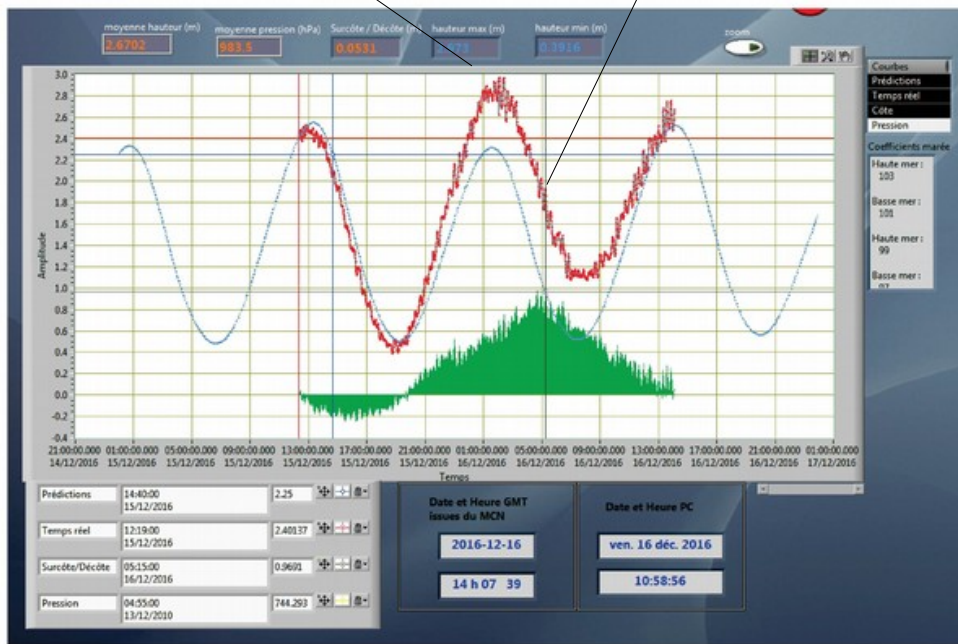 moyenne hauteur (m)
2.6702
moyenne pression (hPa)
983.5
Surcôte / Décôte (m)
0.0531
hauteur max (m)
hauteur min (m)
0.3916
zoom
Courbes
Prédictions
Temps réel
Côte
Pression
Coefficients marée
Haute mer :
103
Basse mer :
101
Haute mer :
99
Basse mer :
Amplitude
3.0
2.8
2.6
2.4
2.2
2.0
1.8
1.6
1.4
1.2
1.0
0.8
0.6
0.4
0.2
0.0
-0.2
-0.4
21:00:00.000 01:00:00.000 05:00:00.000 09:00:00.000 13:00:00.000 17:00:00.000 21:00:00.000 01:00:00.000 05:00:00.000 09:00:00.000 13:00:00.000 17:00:00.000 21:00:00.000 01:00:00.000
14/12/2016 15/12/2016 15/12/2016 15/12/2016 15/12/2016 15/12/2016 15/12/2016 16/12/2016 16/12/2016 16/12/2016 16/12/2016 16/12/2016 16/12/2016 17/12/2016
Temps
Prédictions
14:40:00
15/12/2016
2.25
Temps réel
12:19:00
15/12/2016
2.40137
Surcôte/Décôte
05:15:00
16/12/2016
0.9691
Pression
04:55:00
13/12/2010
744.293
Date et Heure GMT
issues du MCN
2016-12-16
14 h 07 39
Date et Heure PC
ven. 16 déc. 2016
10:58:56